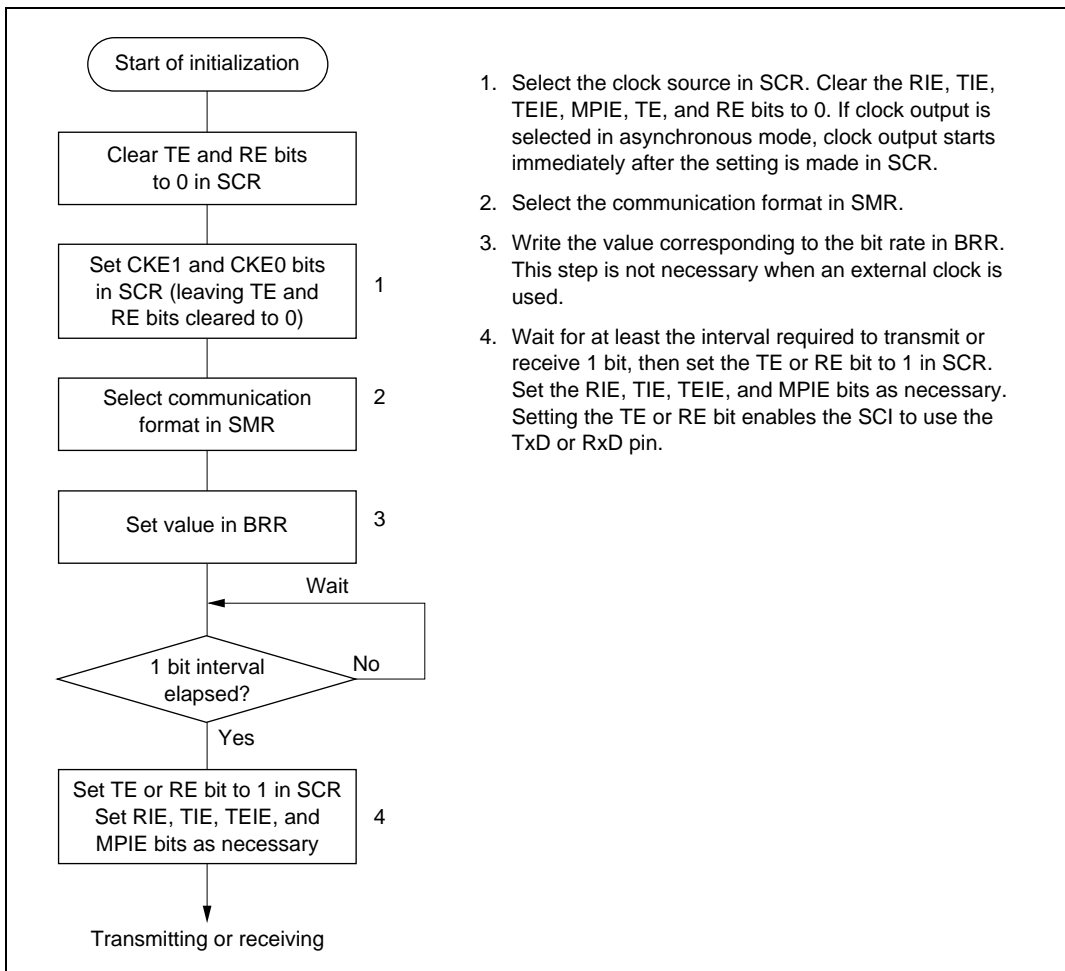 Start of initialization
Clear TE and RE bits
to 0 in SCR
Set CKE1 and CKE0 bits
in SCR (leaving TE and
RE bits cleared to 0)
1
Select communication
format in SMR
2
Set value in BRR
3
Wait
1 bit interval
elapsed?
No
Yes
Set TE or RE bit to 1 in SCR
Set RIE, TIE, TEIE, and
MPIE bits as necessary
4
Transmitting or receiving
1. Select the clock source in SCR. Clear the RIE, TIE,
TEIE, MPIE, TE, and RE bits to 0. If clock output is
selected in asynchronous mode, clock output starts
immediately after the setting is made in SCR.
2. Select the communication format in SMR.
3. Write the value corresponding to the bit rate in BRR.
This step is not necessary when an external clock is
used.
4. Wait for at least the interval required to transmit or
receive 1 bit, then set the TE or RE bit to 1 in SCR.
Set the RIE, TIE, TEIE, and MPIE bits as necessary.
Setting the TE or RE bit enables the SCI to use the
TxD or RxD pin.